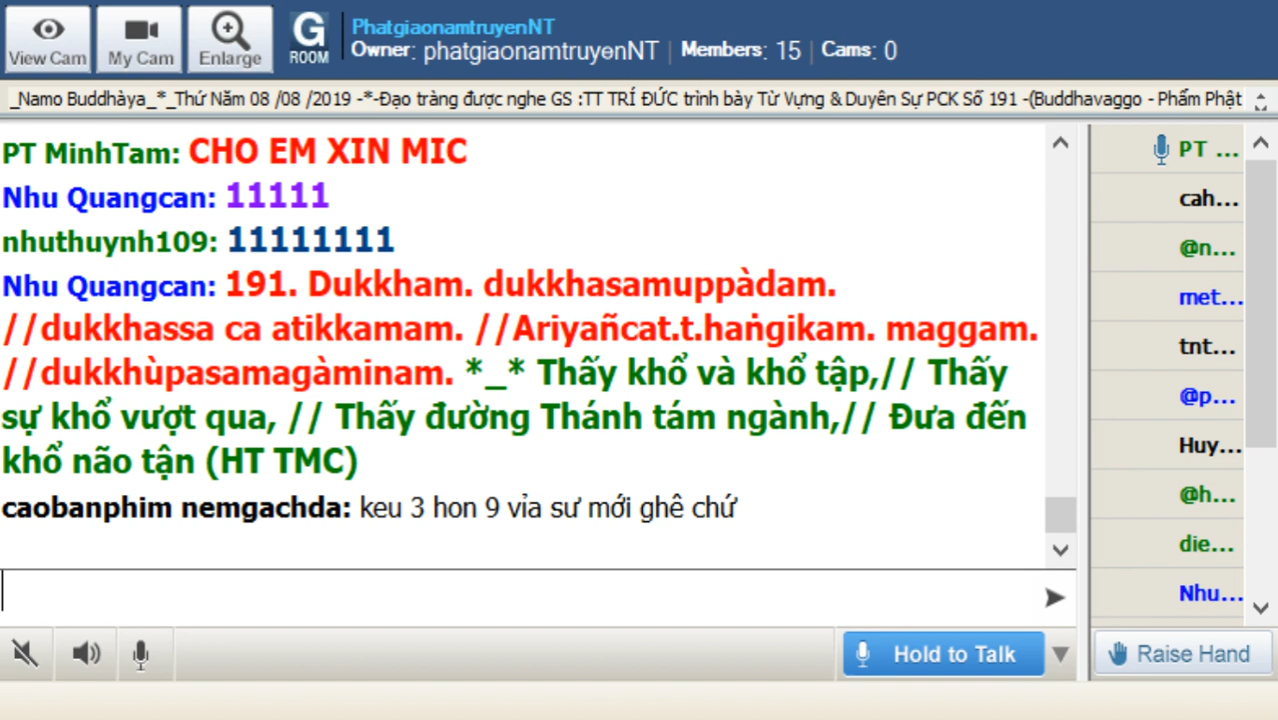 PhatgiaonamtruyenNT
G
ROOM
Owner: phatgiaonamtruyenNT | Members: 15 | Cams: 0
View Cam
My Cam
Enlarge
_Namo Buddhàya_*_Thứ Năm 08 /08 /2019 -*-Đạo tràng được nghe GS :TT TRÍ ĐỨC trình bày Từ Vựng & Duyên Sự PCK Số 191 -(Buddhavaggo - Phẩm Phật
PT MinhTam: CHO EM XIN MIC
Nhu Quangcan: 11111
nhuthuynh109: 11111111
Nhu Quangcan: 191. Dukkham. dukkhasamuppàdam.
//dukkhassa ca atikkamam. //Ariyañcat.t.haṅgikam. maggam.
//dukkhùpasamagàminam. *_* Thấy khổ và khổ tập,// Thấy
sự khổ vượt qua, // Thấy đường Thánh tám ngành,// Đưa đến
khổ não tận (HT TMC)
caobanphim nemgachda: keu 3 hon 9 vỉa sư mới ghê chứ
PT ...
cah...
@n...
met...
tnt...
@p...
Huy...
@h...
die...
Nhu...
Hold to Talk
Raise Hand